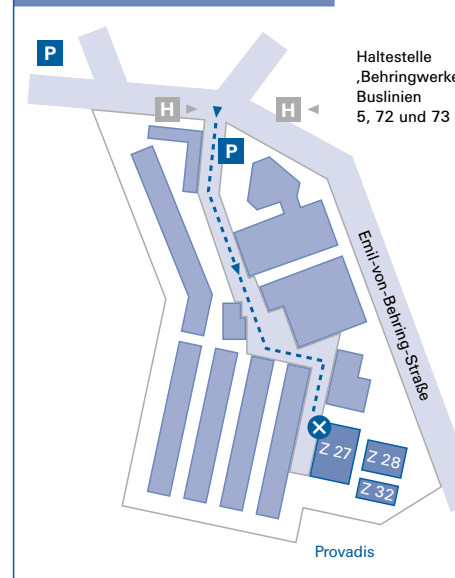 P
Haltestelle
‚Behringwerke
Buslinien
5, 72 und 73
H
H
P
Emil-von-Behring-Straße
Z 27
Z 28
Z 32
Provadis